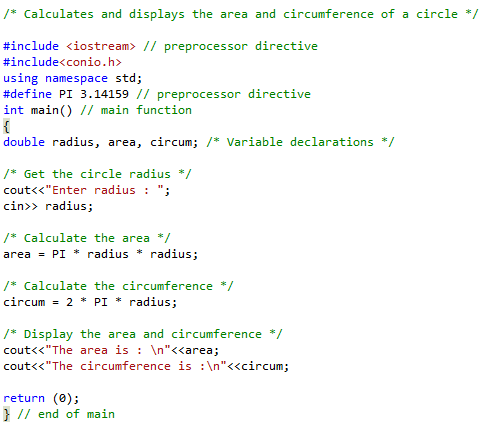 /* Calculates and displays the area and circumference of a circle */
#include <iostream> // preprocessor directive
#include<conio.h>
using namespace std;
#define PI 3.14159 // preprocessor directive
int main() // main function
{
double radius, area, circum; /* Variable declarations */
/* Get the circle radius */
cout<<"Enter radius : ";
cin>> radius;
/* Calculate the area */
area = PI * radius * radius;
/* Calculate the circumference */
circum = 2 * PI * radius;
/* Display the area and circumference */
cout<<"The area is : \n"<<area;
cout<<"The circumference is :\n"<<circum;
return (0);
} // end of main